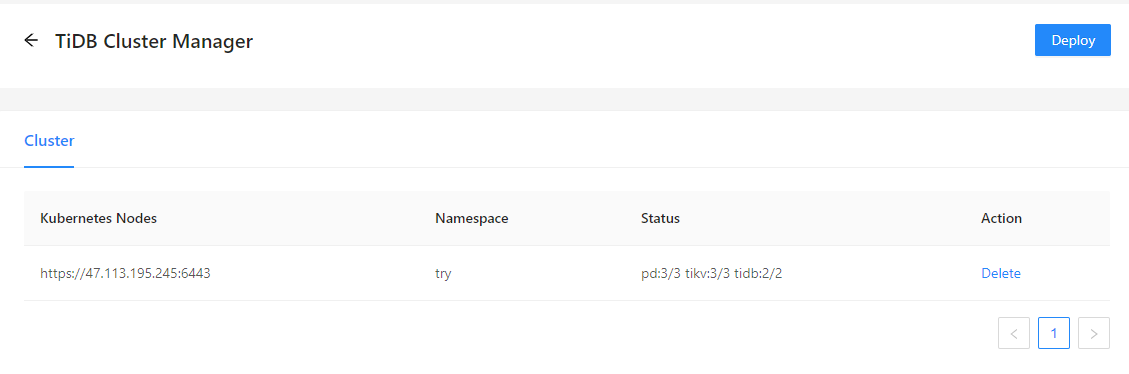 TiDB Cluster Manager
Deploy
Cluster
Kubernetes Nodes Namespace Status Action
https://47.113.195.245:6443 try pd:3/3 tikv:3/3 tidb:2/2 Delete
< 1 >